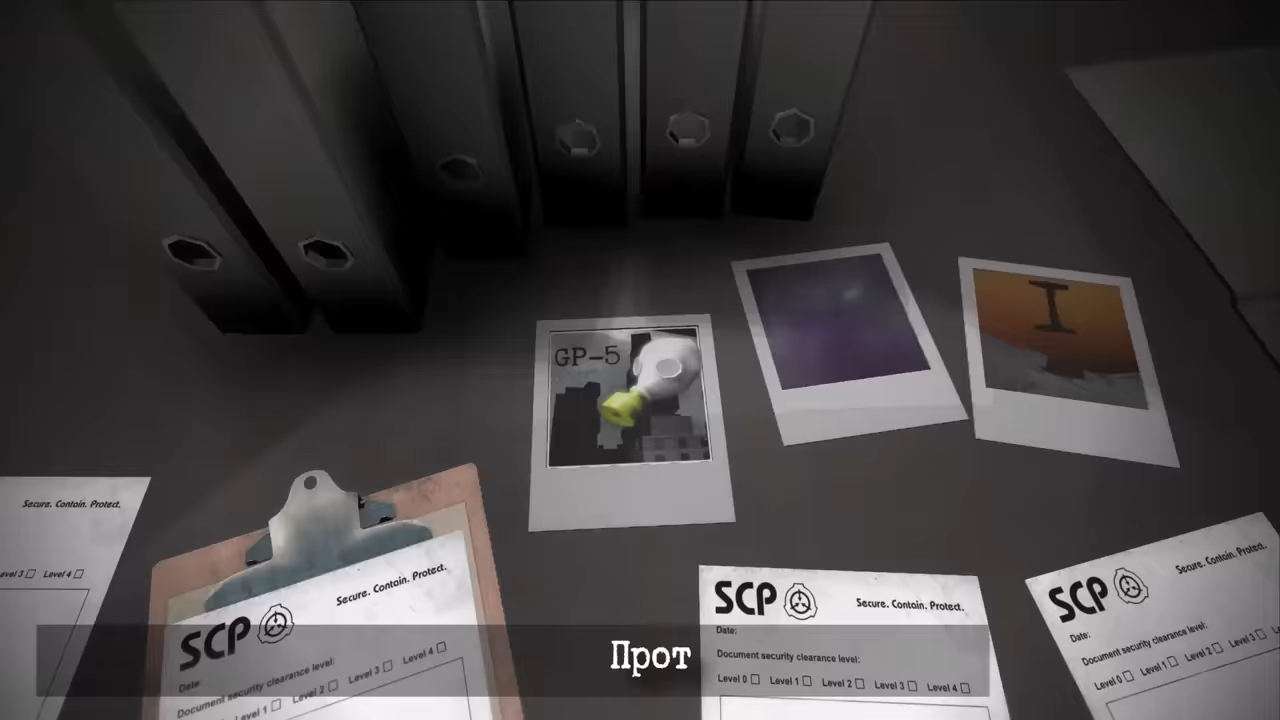 I
GP-5
Secure. Contain. Protect.
Level 3 Level 4
SCP
Secure. Contain. Protect.
Date:
Document security clearance level:
Level 1 Level 2 Level 3 Level 4
SCP
Secure. Contain. Protect.
Date:
Document security clearance level:
Level 0 Level 1 Level 2 Level 3 Level 4
SCP
Secure. Contain. Protect.
Date:
Document security clearance level:
Level 0 Level 1 Level 2 Level 3
Прот